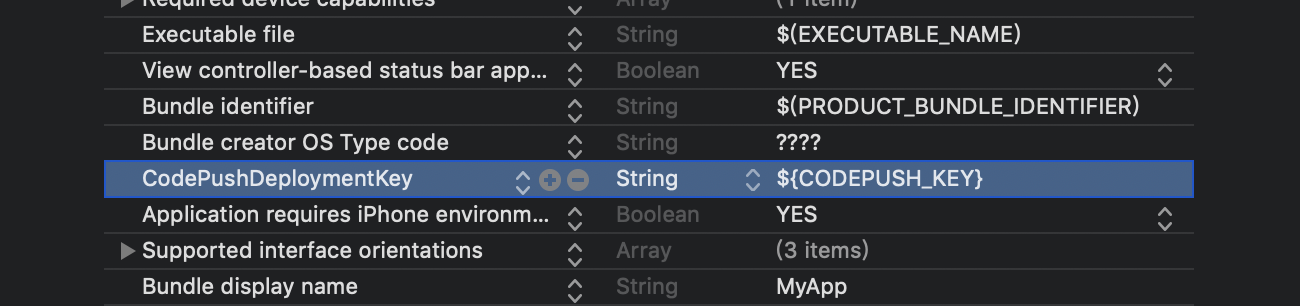 Required device capabilities Array (1 item)
Executable file String $(EXECUTABLE_NAME)
View controller-based status bar app... Boolean YES
Bundle identifier String $(PRODUCT_BUNDLE_IDENTIFIER)
Bundle creator OS Type code String ????
CodePushDeploymentKey String ${CODEPUSH_KEY}
Application requires iPhone environm... Boolean YES
Supported interface orientations Array (3 items)
Bundle display name String MyApp